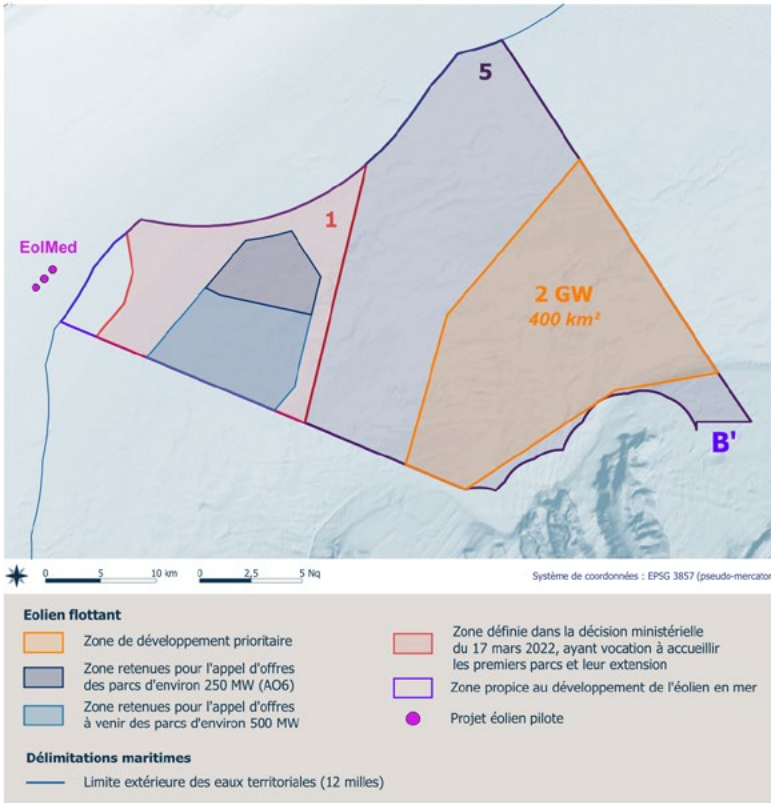 5
1
EolMed
2 GW
400 km²
B'
0 5 10 km 0 2,5 5 Nq
Système de coordonnées : EPSG 3857 (pseudo-mercator
Eolien flottant
Zone de développement prioritaire
Zone retenues pour l'appel d'offres
des parcs d'environ 250 MW (AO6)
Zone retenues pour l'appel d'offres
à venir des parcs d'environ 500 MW
Zone définie dans la décision ministérielle
du 17 mars 2022, ayant vocation à accueillir
les premiers parcs et leur extension
Zone propice au développement de l'éolien en mer
Projet éolien pilote
Délimitations maritimes
Limite extérieure des eaux territoriales (12 milles)